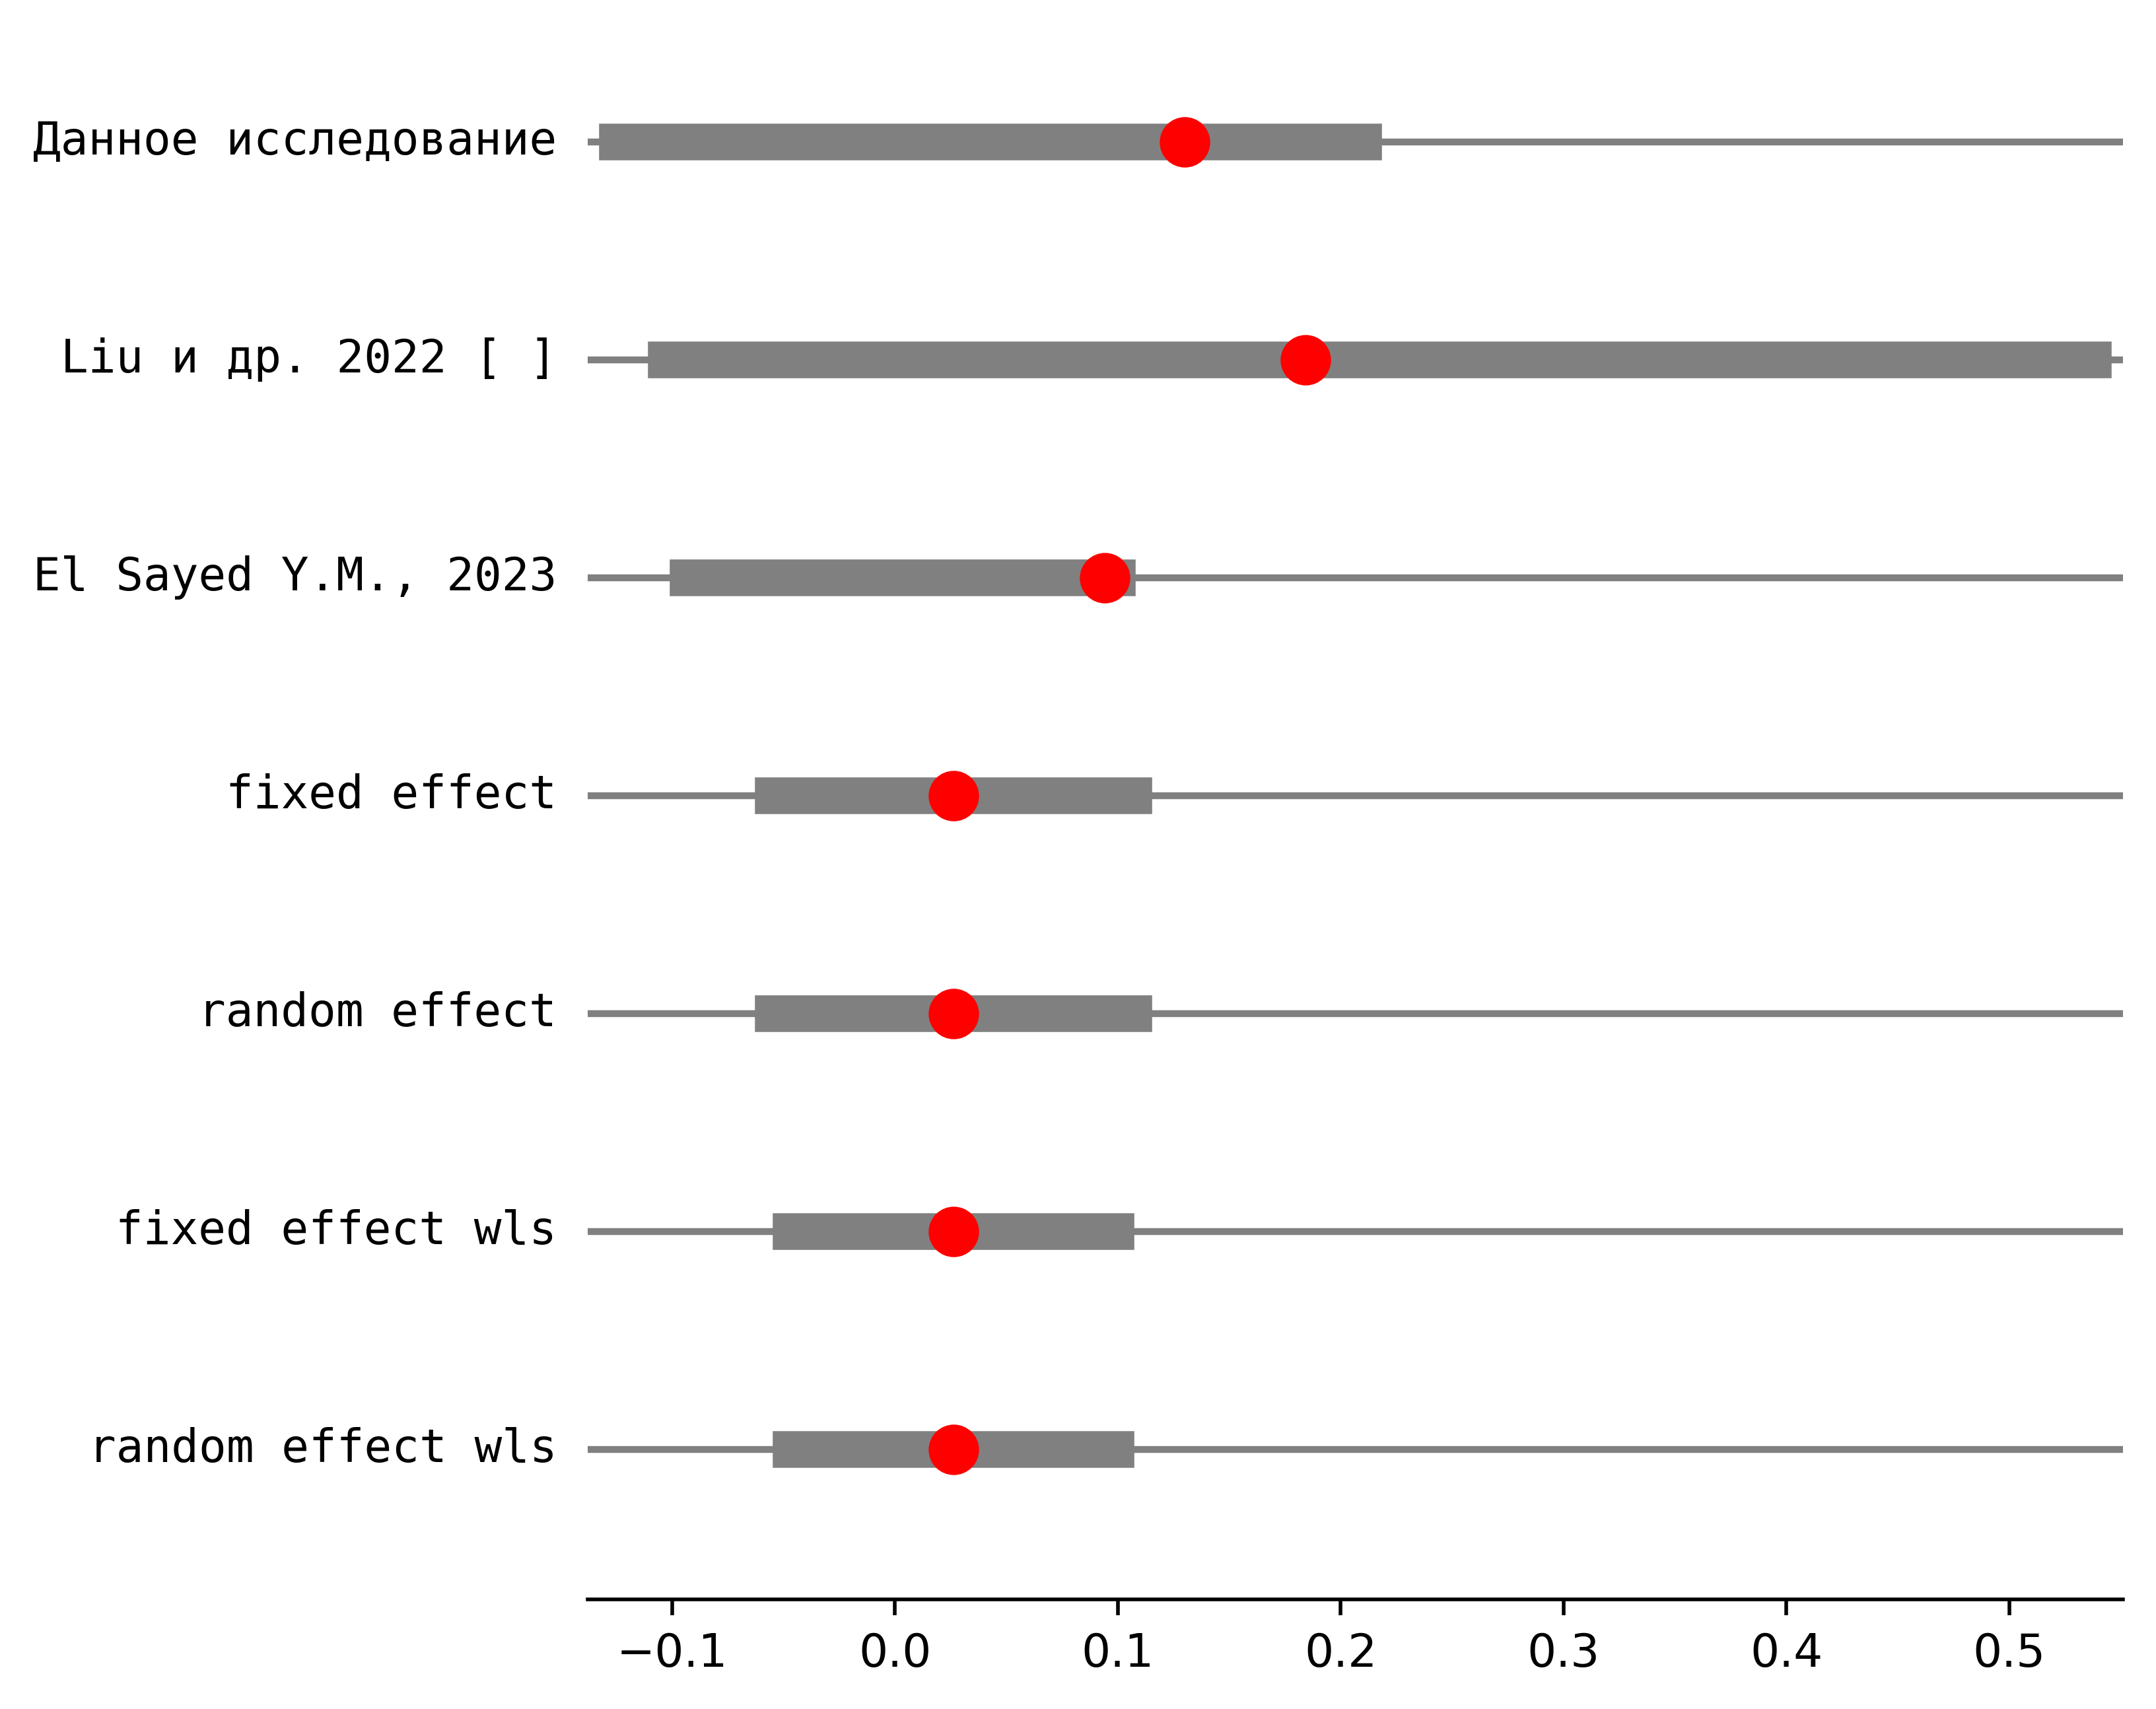 Данное исследование
Liu и др. 2022 [ ]
El Sayed Y.M., 2023
fixed effect
random effect
fixed effect wls
random effect wls
−0.1 0.0 0.1 0.2 0.3 0.4 0.5